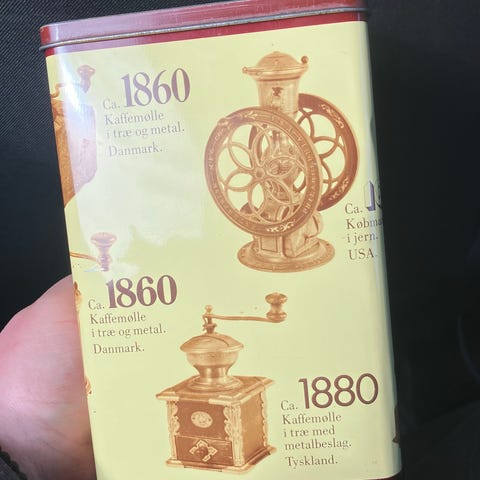 Ca. 1860
Kaffemølle
i træ og metal.
Danmark.
Ca.
i jern.
USA.
Ca. 1860
Kaffemølle
i træ og metal.
Danmark.
Ca. 1880
Kaffemølle
i træ med
metalbeslag.
Tyskland.